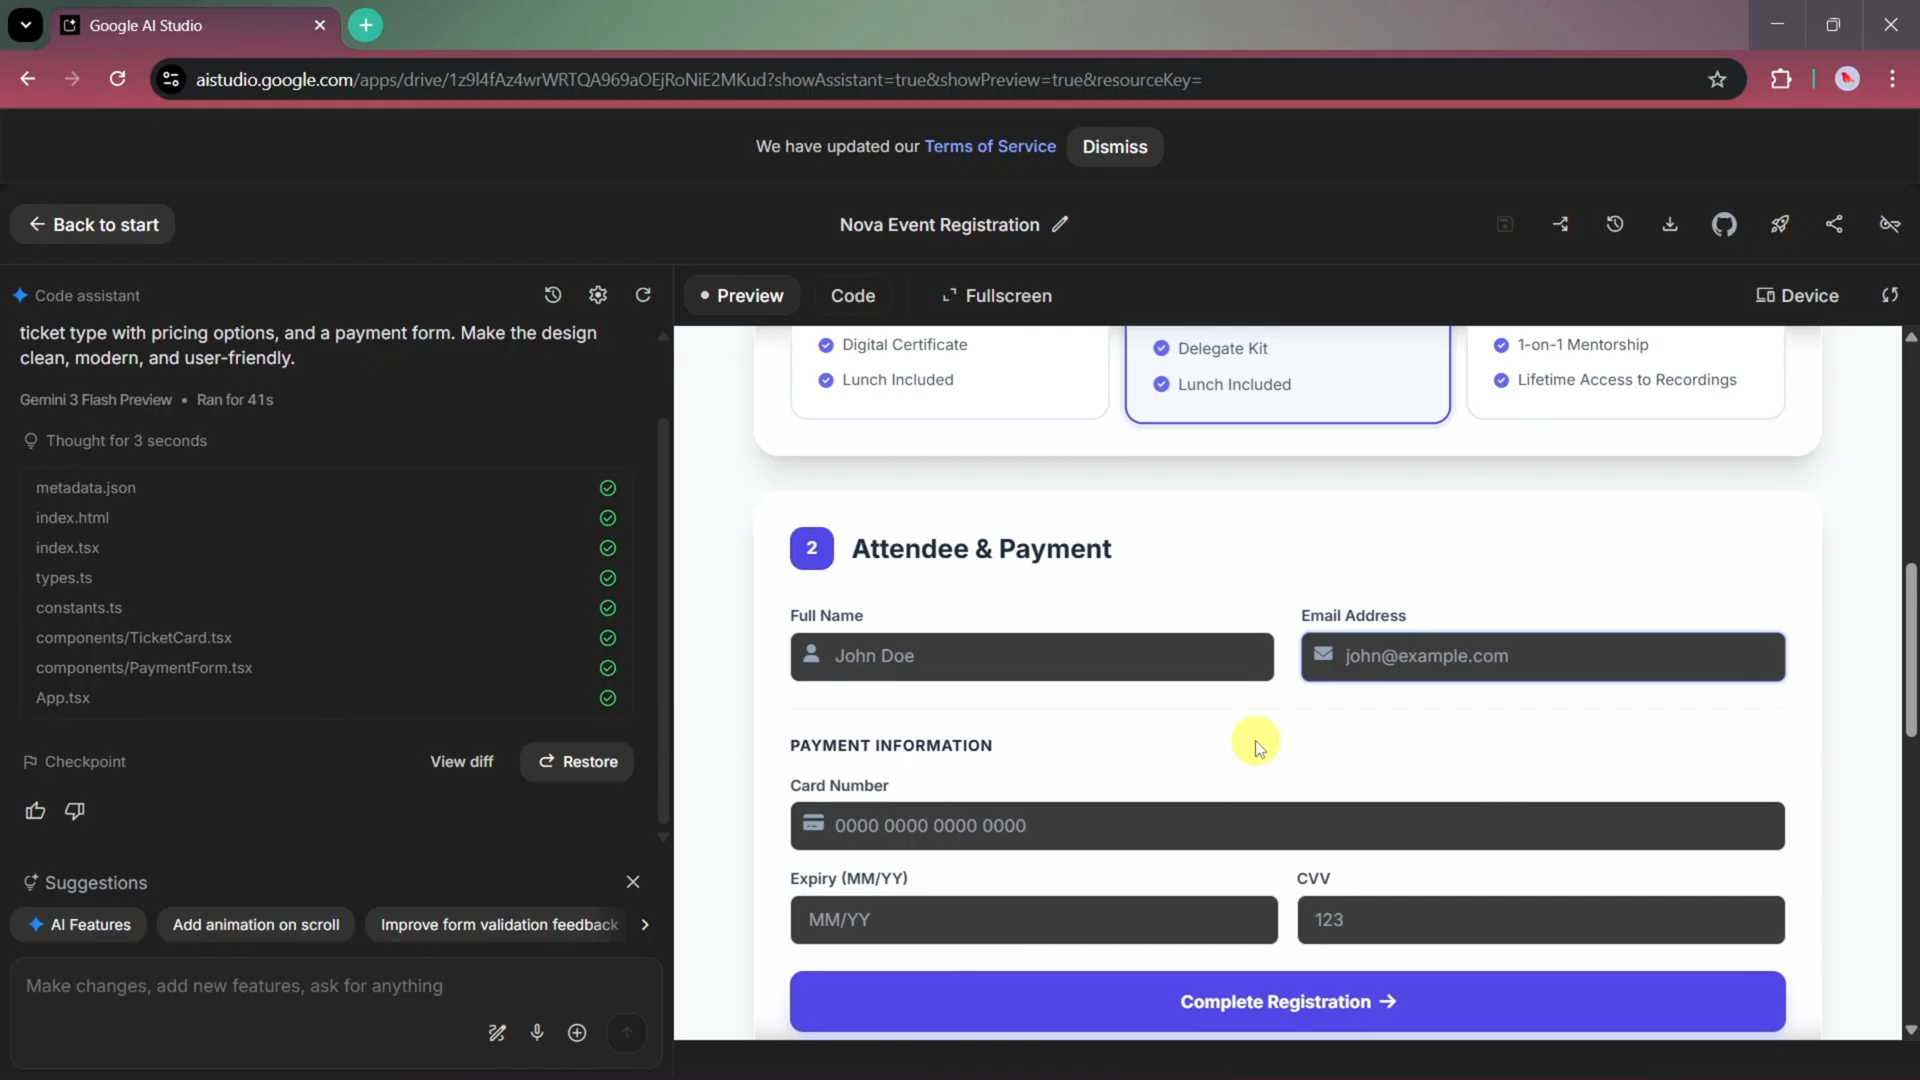 Google AI Studio
aistudio.google.com/apps/drive/1z9l4fAz4wrWRTQA969aOEjRoNiE2MKud?showAssistant=true&showPreview=true&resourceKey=
We have updated our Terms of Service Dismiss
Back to start
Nova Event Registration
Code assistant
Preview
Code
Fullscreen
Device
ticket type with pricing options, and a payment form. Make the design
clean, modern, and user-friendly.
Gemini 3 Flash Preview • Ran for 41s
Thought for 3 seconds
metadata.json
index.html
index.tsx
types.ts
constants.ts
components/TicketCard.tsx
components/PaymentForm.tsx
App.tsx
Checkpoint
View diff
Restore
Suggestions
AI Features
Add animation on scroll
Improve form validation feedback
Make changes, add new features, ask for anything
Digital Certificate
Lunch Included
Delegate Kit
Lunch Included
1-on-1 Mentorship
Lifetime Access to Recordings
2 Attendee & Payment
Full Name
John Doe
Email Address
john@example.com
PAYMENT INFORMATION
Card Number
0000 0000 0000 0000
Expiry (MM/YY)
MM/YY
CVV
123
Complete Registration →